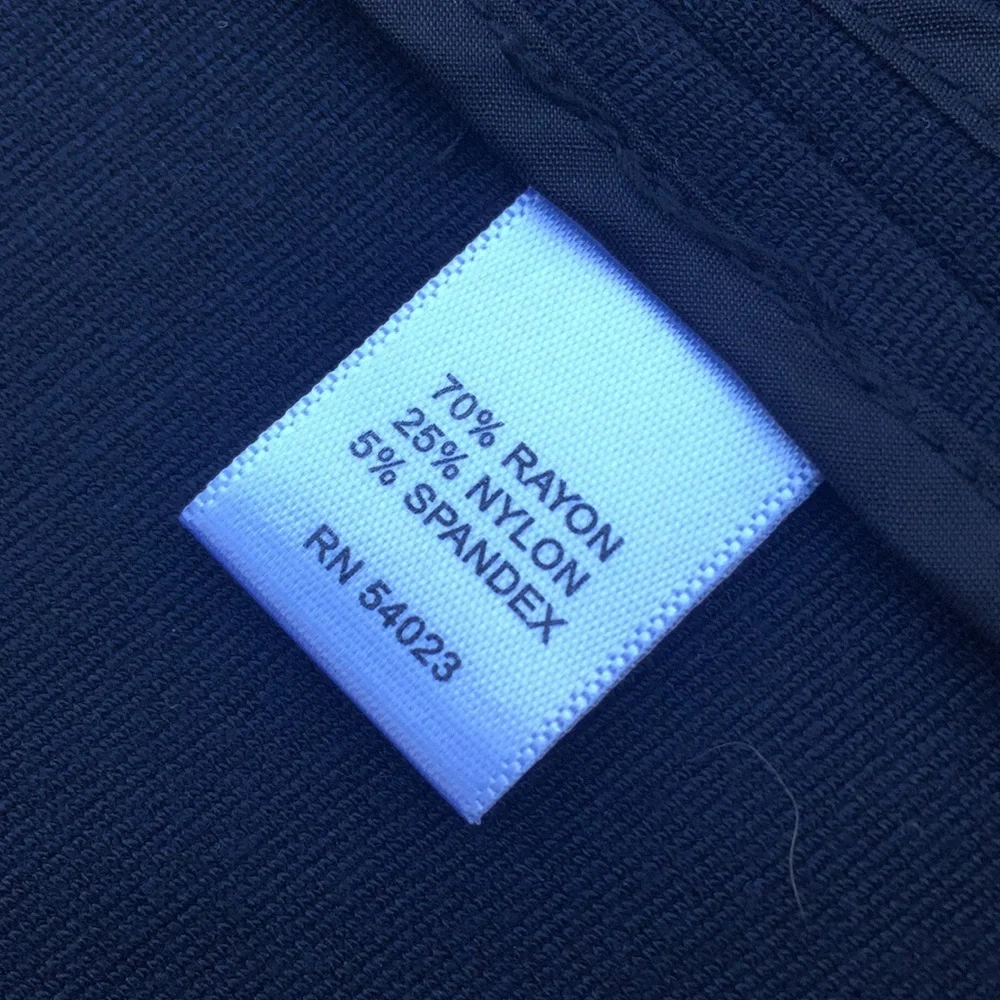 70% RAYON
25% NYLON
5% SPANDEX
RN 54023